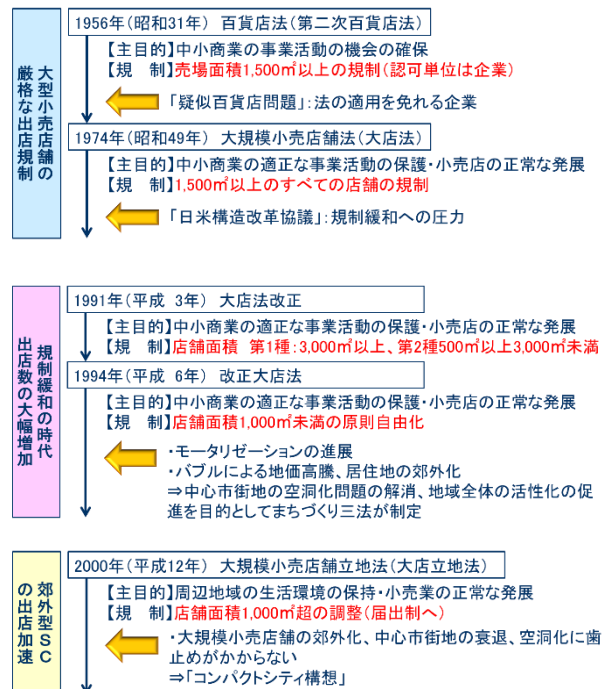 大型小売店舗の
厳格な出店規制
1956年(昭和31年) 百貨店法(第二次百貨店法)
【主目的】中小商業の事業活動の機会の確保
【規 制】売場面積1,500㎡以上の規制(認可単位は企業)
「疑似百貨店問題」:法の適用を免れる企業
1974年(昭和49年) 大規模小売店舗法(大店法)
【主目的】中小商業の適正な事業活動の保護・小売店の正常な発展
【規 制】1,500㎡以上のすべての店舗の規制
「日米構造改革協議」:規制緩和への圧力
規制緩和の時代
出店数の大幅増加
1991年(平成 3年) 大店法改正
【主目的】中小商業の適正な事業活動の保護・小売店の正常な発展
【規 制】店舗面積 第1種:3,000㎡以上、第2種500㎡以上3,000㎡未満
1994年(平成 6年) 改正大店法
【主目的】中小商業の適正な事業活動の保護・小売店の正常な発展
【規 制】店舗面積1,000㎡未満の原則自由化
・モータリゼーションの進展
・バブルによる地価高騰、居住地の郊外化
⇒中心市街地の空洞化問題の解消、地域全体の活性化の促
進を目的としてまちづくり三法が制定
郊外型SC
の出店加速
2000年(平成12年) 大規模小売店舗立地法(大店立地法)
【主目的】周辺地域の生活環境の保持・小売業の正常な発展
【規 制】店舗面積1,000㎡超の調整(届出制へ)
・大規模小売店舗の郊外化、中心市街地の衰退、空洞化に歯
止めがかからない
⇒「コンパクトシティ構想」